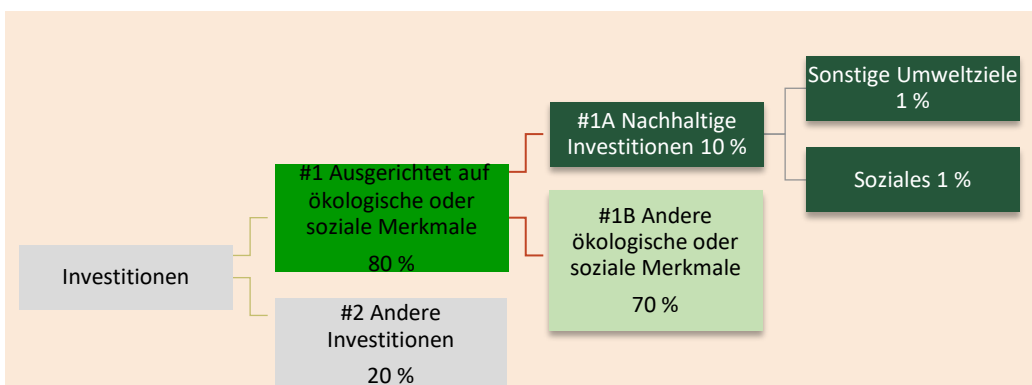 Investitionen
#1 Ausgerichtet auf
ökologische oder
soziale Merkmale
80 %
#2 Andere
Investitionen
20 %
#1A Nachhaltige
Investitionen 10 %
#1B Andere
ökologische oder
soziale Merkmale
70 %
Sonstige Umweltziele
1 %
Soziales 1 %